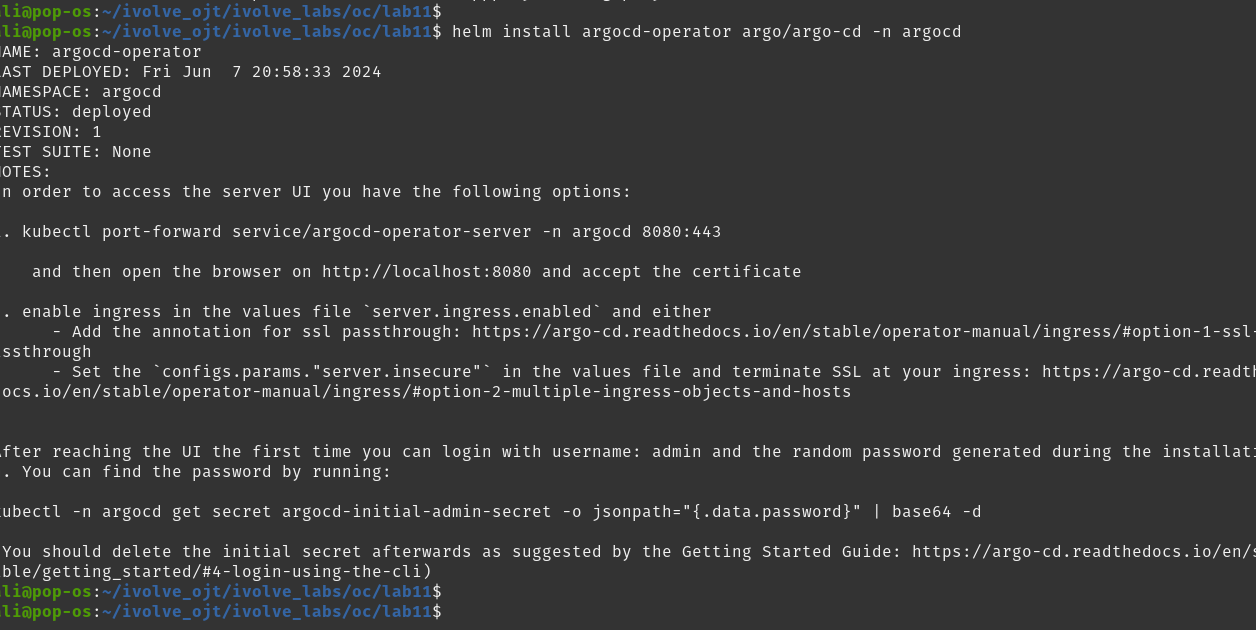 li@pop-os:~/ivolve_ojt/ivolve_labs/oc/lab11$
li@pop-os:~/ivolve_ojt/ivolve_labs/oc/lab11$ helm install argocd-operator argo/argo-cd -n argocd
NAME: argocd-operator
LAST DEPLOYED: Fri Jun  7 20:58:33 2024
NAMESPACE: argocd
STATUS: deployed
REVISION: 1
TEST SUITE: None
NOTES:
n order to access the server UI you have the following options:
. kubectl port-forward service/argocd-operator-server -n argocd 8080:443
and then open the browser on http://localhost:8080 and accept the certificate
. enable ingress in the values file `server.ingress.enabled` and either
- Add the annotation for ssl passthrough: https://argo-cd.readthedocs.io/en/stable/operator-manual/ingress/#option-1-ssl-
ssthrough
- Set the `configs.params."server.insecure"` in the values file and terminate SSL at your ingress: https://argo-cd.readth
ocs.io/en/stable/operator-manual/ingress/#option-2-multiple-ingress-objects-and-hosts
After reaching the UI the first time you can login with username: admin and the random password generated during the installati
. You can find the password by running:
kubectl -n argocd get secret argocd-initial-admin-secret -o jsonpath="{.data.password}" | base64 -d
You should delete the initial secret afterwards as suggested by the Getting Started Guide: https://argo-cd.readthedocs.io/en/s
ble/getting_started/#4-login-using-the-cli)
li@pop-os:~/ivolve_ojt/ivolve_labs/oc/lab11$
li@pop-os:~/ivolve_ojt/ivolve_labs/oc/lab11$